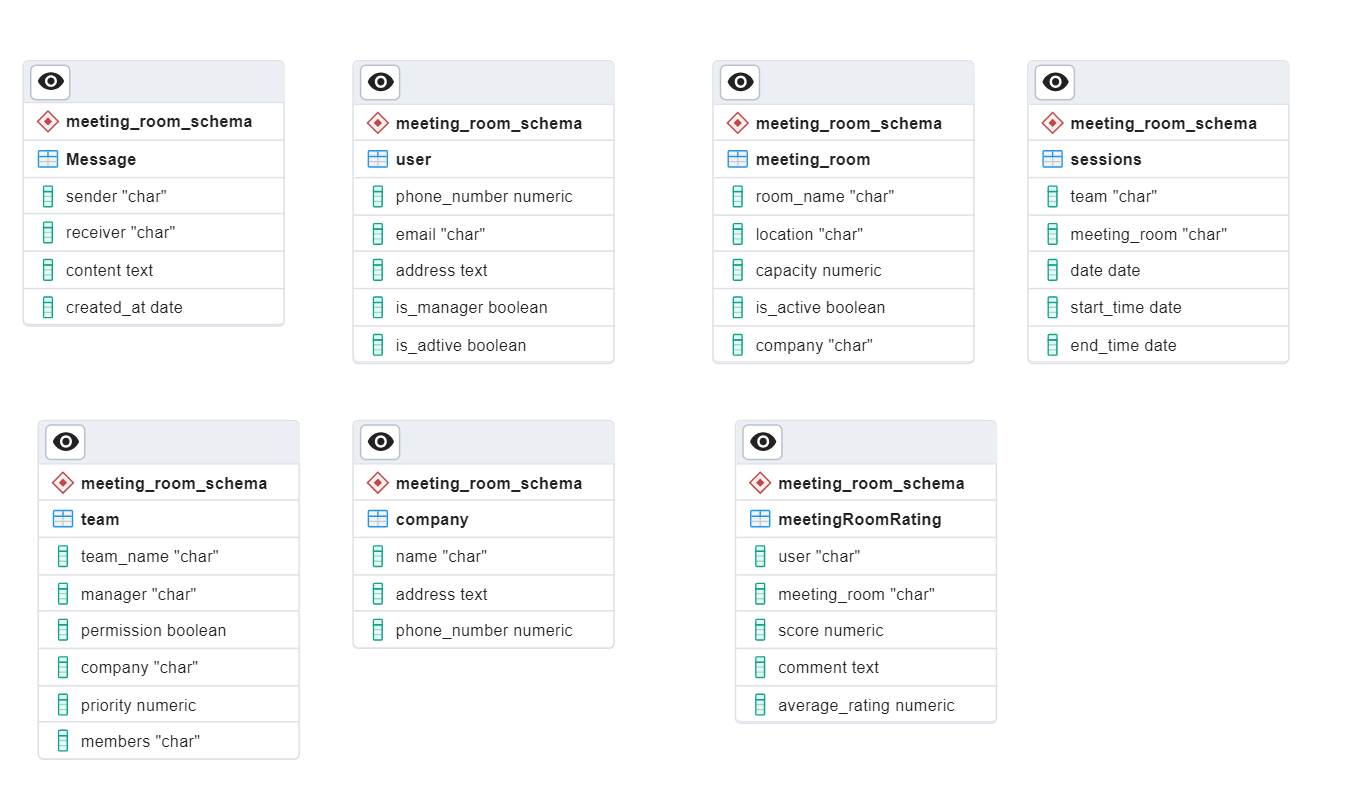 meeting_room_schema
Message
sender "char"
receiver "char"
content text
created_at date
meeting_room_schema
user
phone_number numeric
email "char"
address text
is_manager boolean
is_adtive boolean
meeting_room_schema
meeting_room
room_name "char"
location "char"
capacity numeric
is_active boolean
company "char"
meeting_room_schema
sessions
team "char"
meeting_room "char"
date date
start_time date
end_time date
meeting_room_schema
team
team_name "char"
manager "char"
permission boolean
company "char"
priority numeric
members "char"
meeting_room_schema
company
name "char"
address text
phone_number numeric
meeting_room_schema
meetingRoomRating
user "char"
meeting_room "char"
score numeric
comment text
average_rating numeric